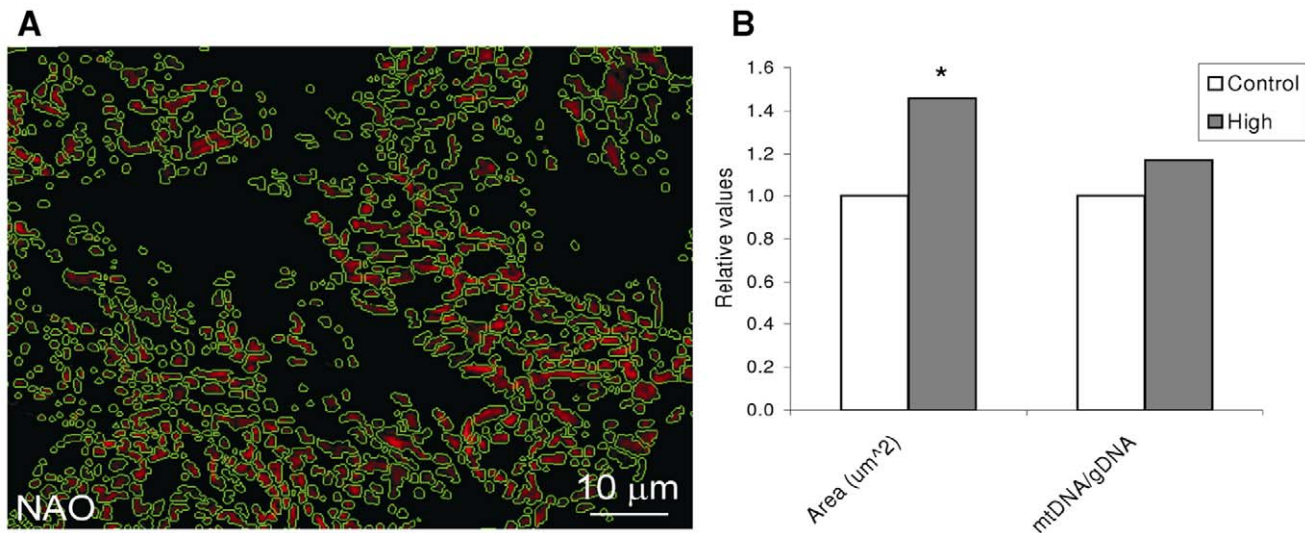 A
NAO
10 μm
B
Relative values
1.6
1.4
1.2
1.0
0.8
0.6
0.4
0.2
0.0
*
Control
High
Area (um^2)
mtDNA/gDNA